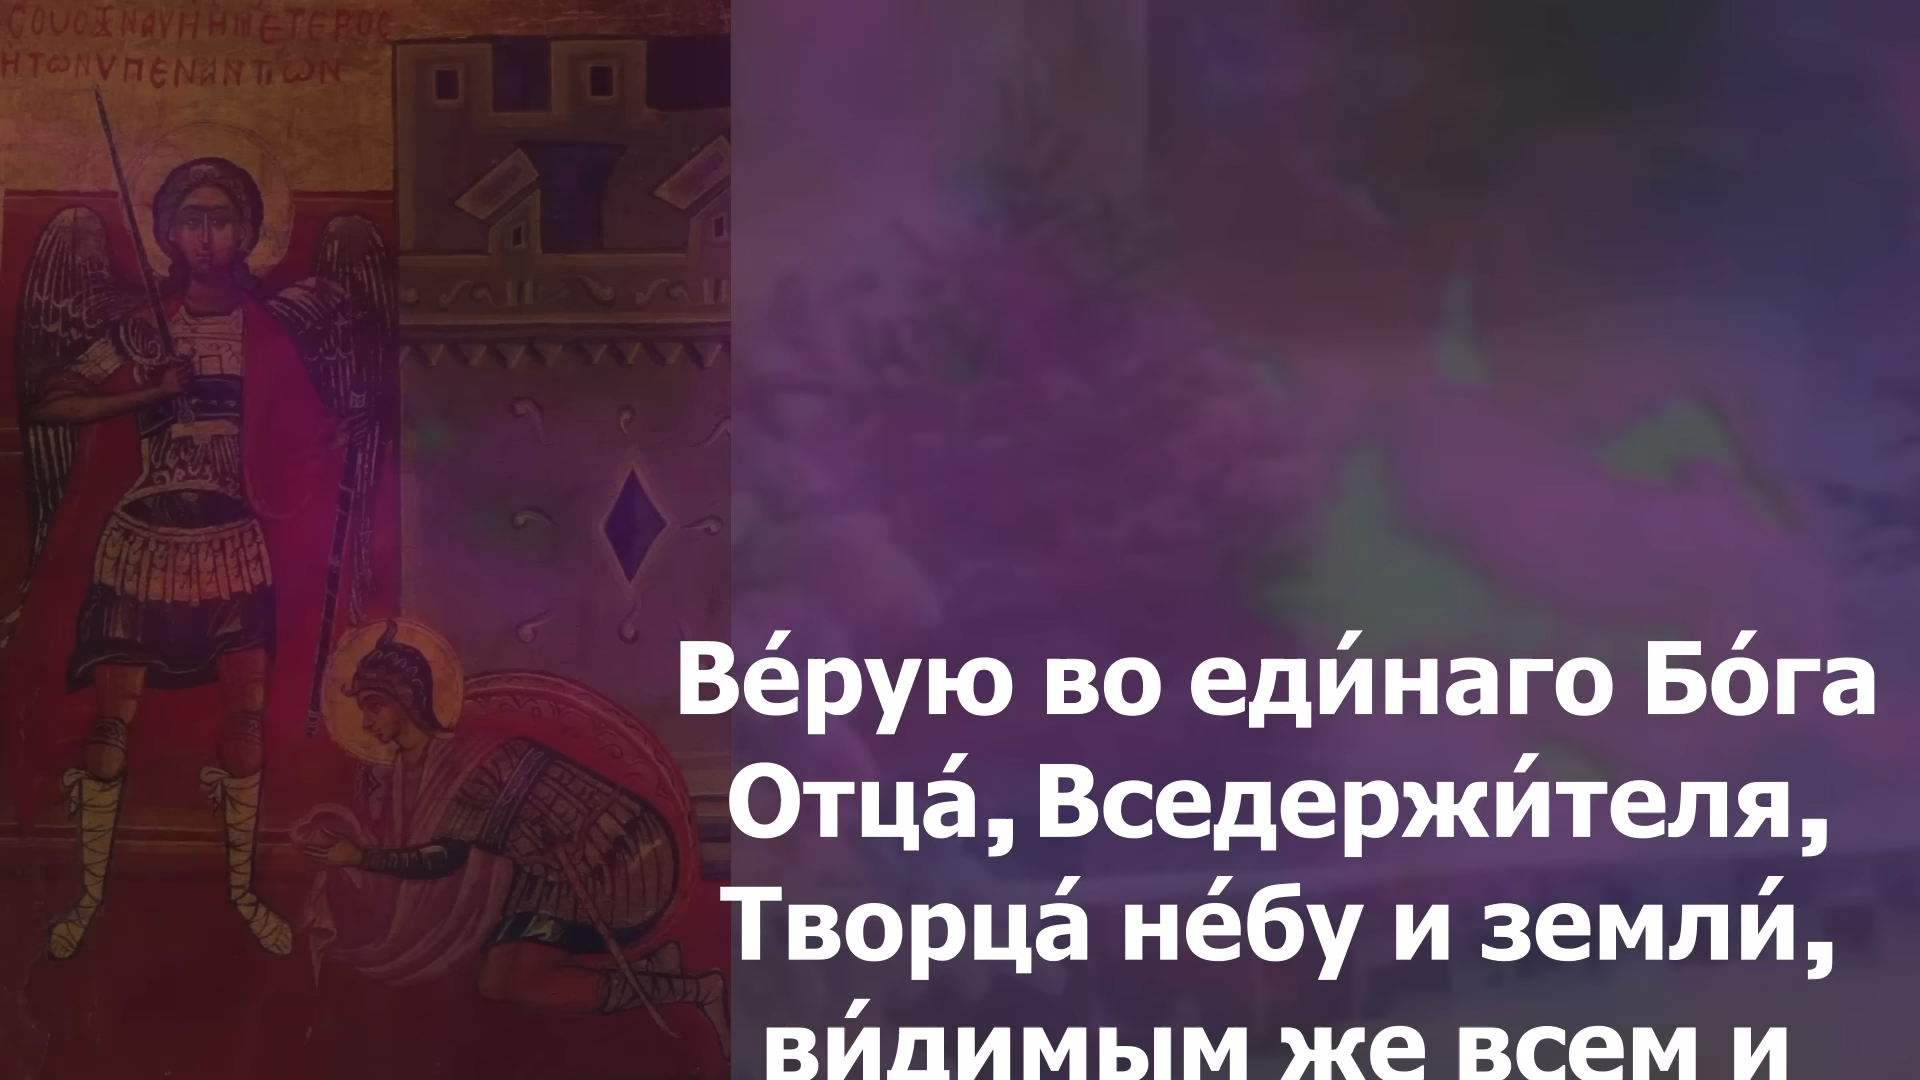 Ве́рую во еди́наго Бо́га
Отца́, Вседержи́теля,
Творца́ не́бу и земли́,
ви́димым же всем и